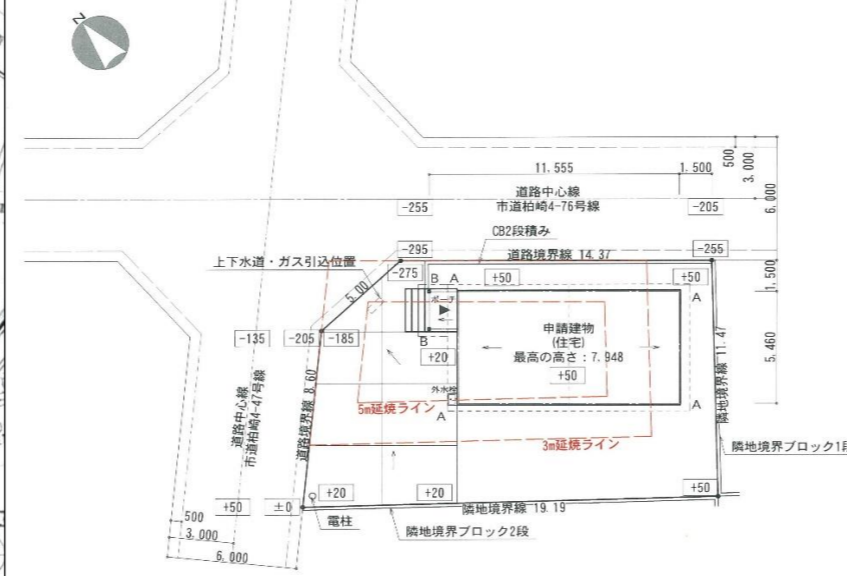 N
11.555
1.500
500
3,000
6,000
道路中心線
市道柏崎4-76号線
-255
-205
CB2段積み
-295
道路境界線 14.37
-255
上下水道・ガス引込位置
-275
B A
+50
+50
1.500
5.00
ポーチ
A
申請建物
(住宅)
最高の高さ：7.948
5.460
-135
-205
-185
B
+20
+50
道路中心線
市道柏崎4-47号線
道路境界線 8.60
外水栓
5m延焼ライン
A
A
隣地境界線 11.47
3m延焼ライン
隣地境界ブロック1段
+50
+50
±0
+20
+20
隣地境界線 19.19
電柱
隣地境界ブロック2段
500
3,000
6,000